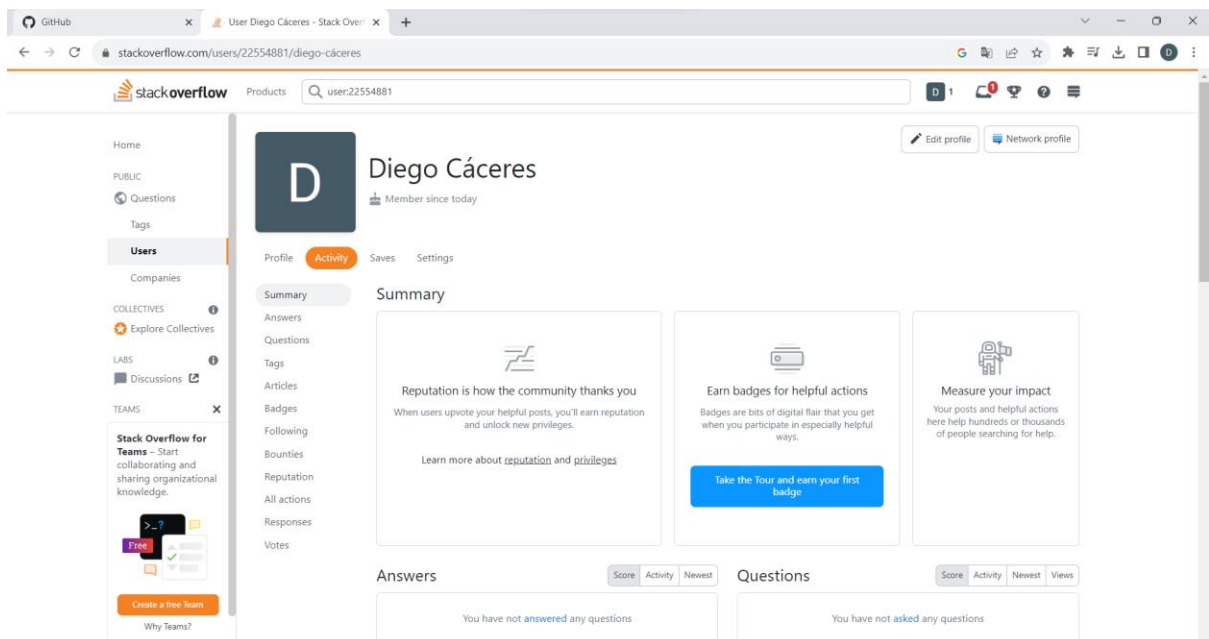 GitHub
User Diego Cáceres - Stack Over
stackoverflow.com/users/22554881/diego-cáceres
D
stackoverflow
Products
user:22554881
D 1
1
Home
PUBLIC
Questions
Tags
Users
Companies
COLLECTIVES
Explore Collectives
LABS
Discussions
TEAMS
Stack Overflow for
Teams – Start
collaborating and
sharing organizational
knowledge.
>_?
Free
Create a free Team
Why Teams?
D
Diego Cáceres
Member since today
Edit profile
Network profile
Profile
Activity
Saves
Settings
Summary
Answers
Questions
Tags
Articles
Badges
Following
Bounties
Reputation
All actions
Responses
Votes
Summary
Reputation is how the community thanks you
When users upvote your helpful posts, you'll earn reputation
and unlock new privileges.
Learn more about reputation and privileges
Earn badges for helpful actions
Badges are bits of digital flair that you get
when you participate in especially helpful
ways.
Take the Tour and earn your first
badge
Measure your impact
Your posts and helpful actions
here help hundreds or thousands
of people searching for help.
Answers
Score Activity Newest
You have not answered any questions
Questions
Score Activity Newest Views
You have not asked any questions